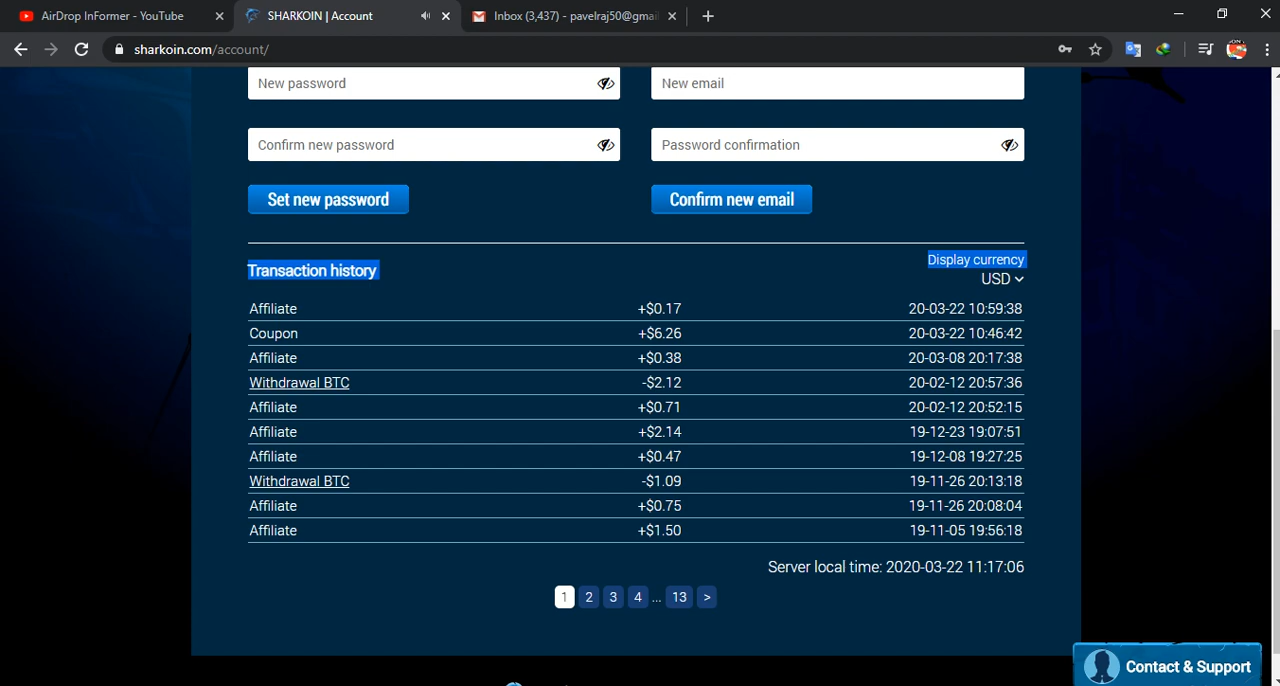 AirDrop InFormer - YouTube
SHARKOIN | Account
Inbox (3,437) - pavelraj50@gmai
sharkoin.com/account/
New password
New email
Confirm new password
Password confirmation
Set new password
Confirm new email
Transaction history
Display currency
USD
Affiliate +$0.17 20-03-22 10:59:38
Coupon +$6.26 20-03-22 10:46:42
Affiliate +$0.38 20-03-08 20:17:38
Withdrawal BTC -$2.12 20-02-12 20:57:36
Affiliate +$0.71 20-02-12 20:52:15
Affiliate +$2.14 19-12-23 19:07:51
Affiliate +$0.47 19-12-08 19:27:25
Withdrawal BTC -$1.09 19-11-26 20:13:18
Affiliate +$0.75 19-11-26 20:08:04
Affiliate +$1.50 19-11-05 19:56:18
Server local time: 2020-03-22 11:17:06
1 2 3 4 ... 13 >
Contact & Support